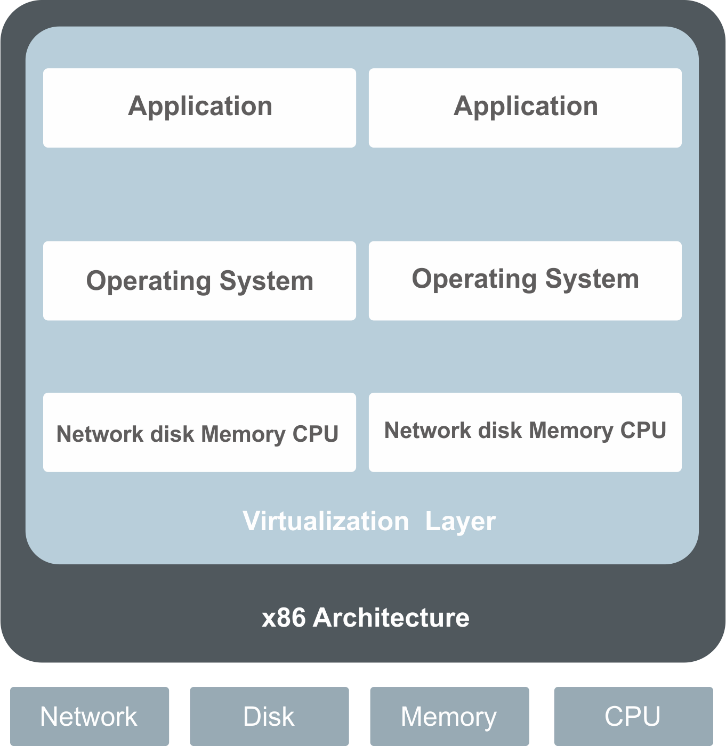 Application
Application
Operating System
Operating System
Network disk Memory CPU
Network disk Memory CPU
Virtualization Layer
x86 Architecture
Network
Disk
Memory
CPU